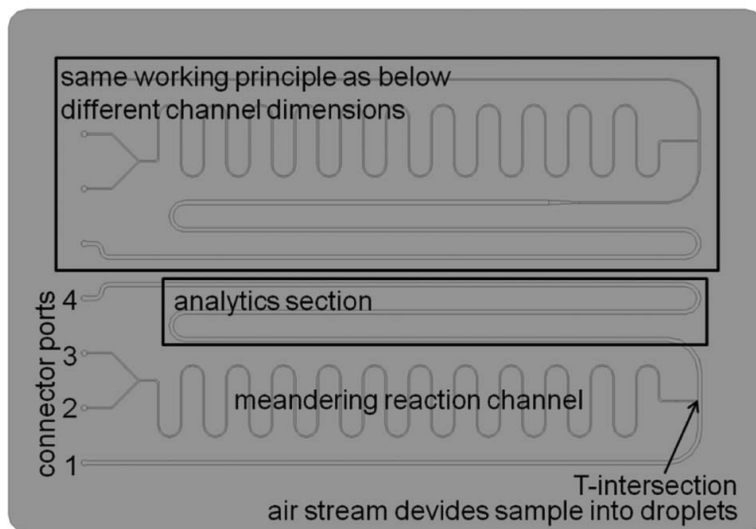 same working principle as below
different channel dimensions
analytics section
connector ports
4
3
2
1
meandering reaction channel
T-intersection
air stream devides sample into droplets